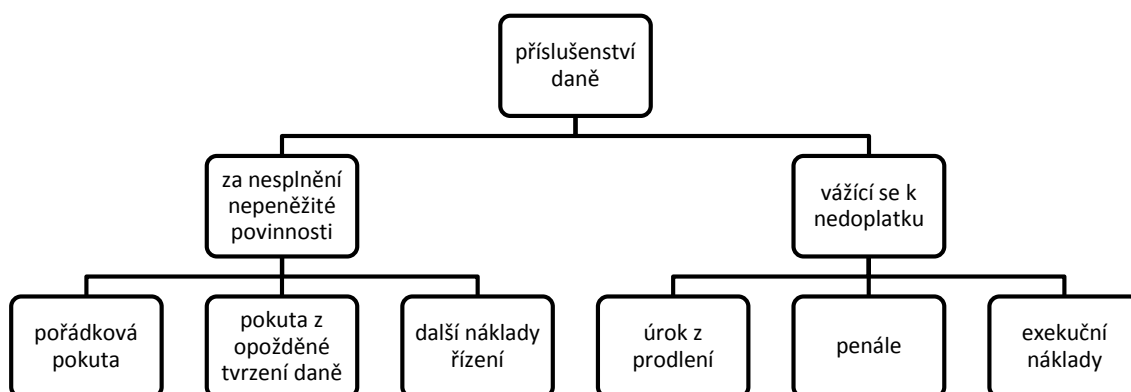 příslušenství
daně
za nesplnění
nepeněžité
povinnosti
vážící se k
nedoplatku
pořádková
pokuta
pokuta z
opožděné
tvrzení daně
další náklady
řízení
úrok z
prodlení
penále
exekuční
náklady